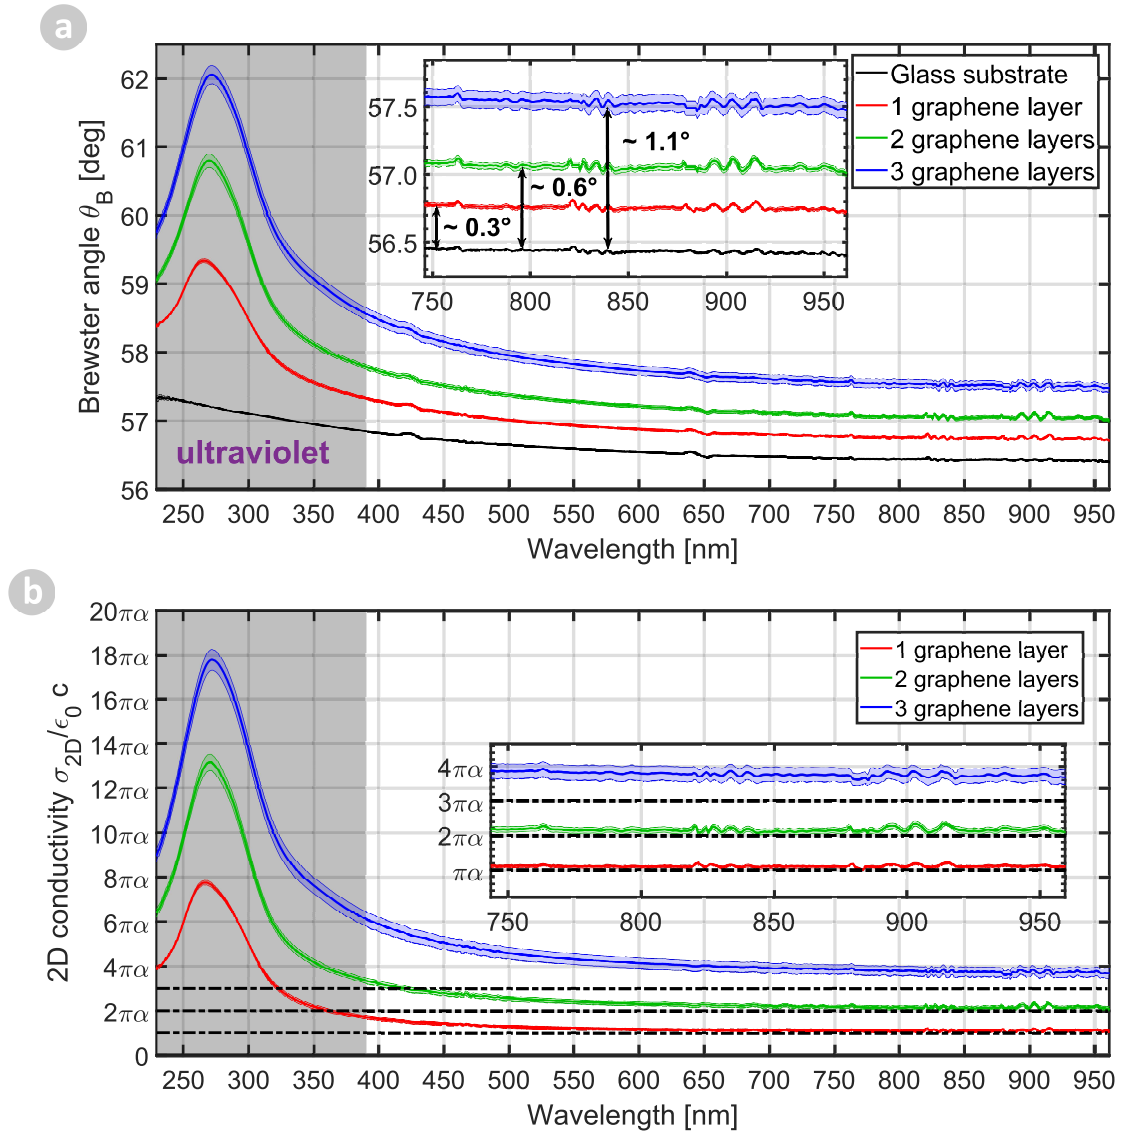 a
Brewster angle θB [deg]
62
61
60
59
58
57
56
57.5
57.0
56.5
~ 1.1°
~ 0.6°
~ 0.3°
750 800 850 900 950
Glass substrate
1 graphene layer
2 graphene layers
3 graphene layers
ultraviolet
250 300 350 400 450 500 550 600 650 700 750 800 850 900 950
Wavelength [nm]
b
2D conductivity σ2D/ϵ0 c
20πα
18πα
16πα
14πα
12πα
10πα
8πα
6πα
4πα
2πα
0
1 graphene layer
2 graphene layers
3 graphene layers
4πα
3πα
2πα
πα
750 800 850 900 950
250 300 350 400 450 500 550 600 650 700 750 800 850 900 950
Wavelength [nm]